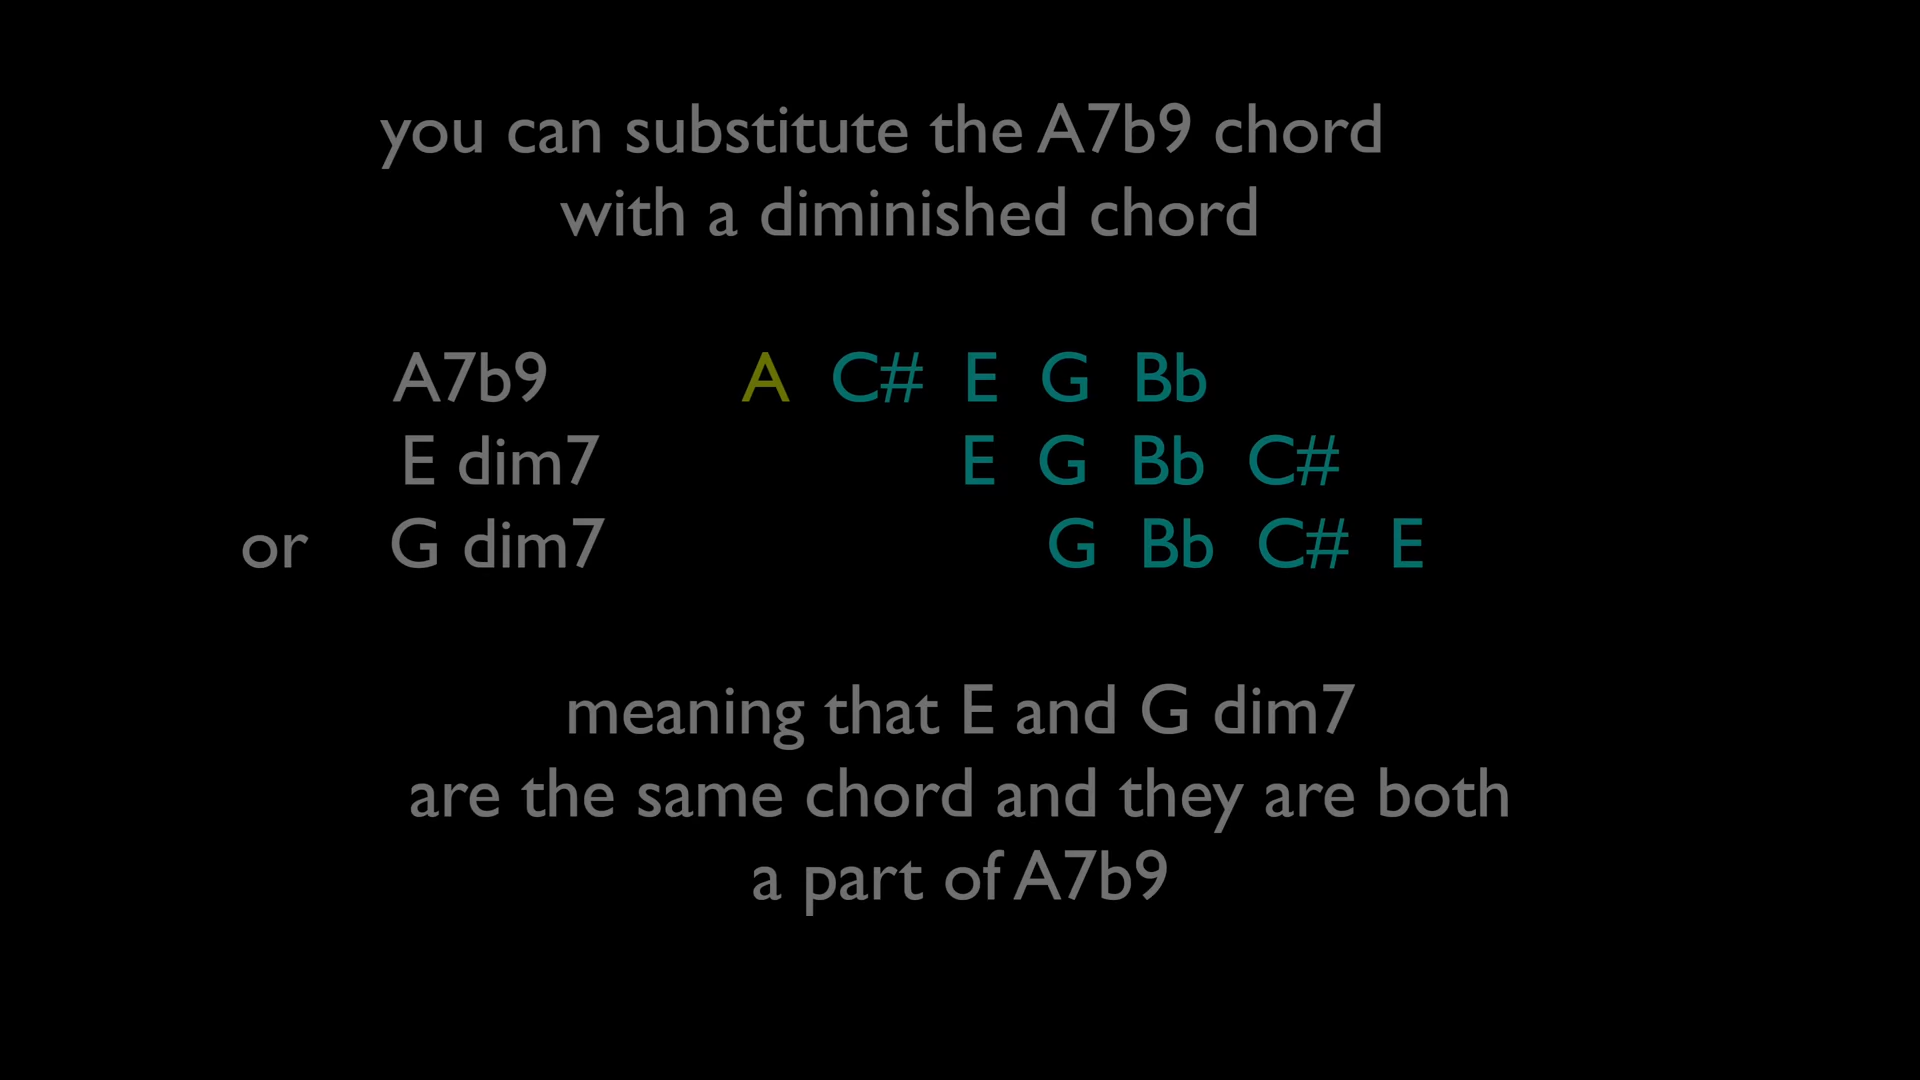 you can substitute the A7b9 chord
with a diminished chord
A7b9 A C# E G Bb
E dim7 E G Bb C#
or G dim7 G Bb C# E
meaning that E and G dim7
are the same chord and they are both
a part of A7b9